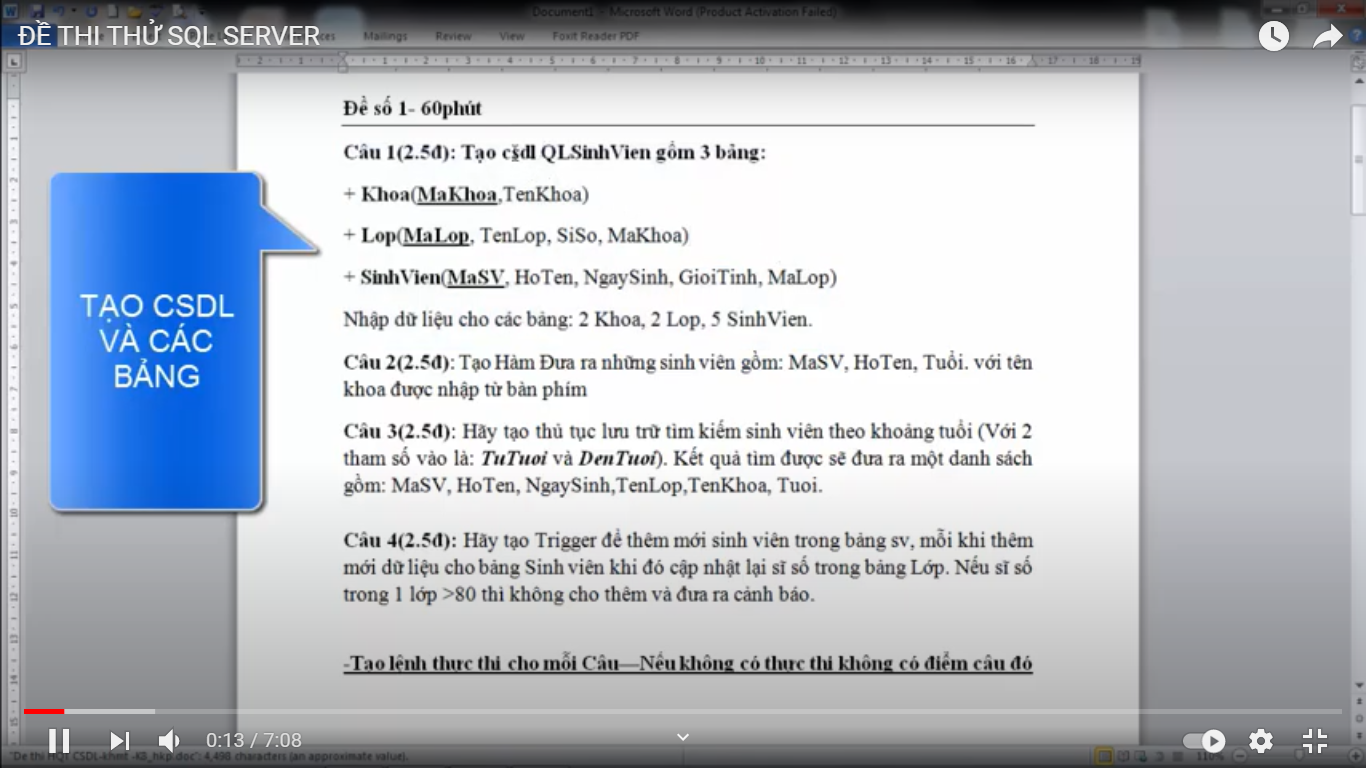 Document1 - Microsoft Word (Product Activation Failed)
ĐỀ THI THỬ SQL SERVER
Mailings Review View Foxit Reader PDF
Đề số 1- 60phút
Câu 1(2.5đ): Tạo csdl QLSinhVien gồm 3 bảng:
+ Khoa(MaKhoa,TenKhoa)
+ Lop(MaLop, TenLop, SiSo, MaKhoa)
+ SinhVien(MaSV, HoTen, NgaySinh, GioiTinh, MaLop)
Nhập dữ liệu cho các bảng: 2 Khoa, 2 Lop, 5 SinhVien.
Câu 2(2.5đ): Tạo Hàm Đưa ra những sinh viên gồm: MaSV, HoTen, Tuổi. với tên
khoa được nhập từ bàn phím
Câu 3(2.5đ): Hãy tạo thủ tục lưu trữ tìm kiếm sinh viên theo khoảng tuổi (Với 2
tham số vào là: TuTuoi và DenTuoi). Kết quả tìm được sẽ đưa ra một danh sách
gồm: MaSV, HoTen, NgaySinh,TenLop,TenKhoa, Tuoi.
Câu 4(2.5đ): Hãy tạo Trigger để thêm mới sinh viên trong bảng sv, mỗi khi thêm
mới dữ liệu cho bảng Sinh viên khi đó cập nhật lại sĩ số trong bảng Lớp. Nếu sĩ số
trong 1 lớp >80 thì không cho thêm và đưa ra cảnh báo.
-Tạo lệnh thực thi cho mỗi Câu—Nếu không có thực thi không có điểm câu đó
TẠO CSDL
VÀ CÁC
BẢNG
0:13 / 7:08
"De thi HQT CSDL-khmt -K8_hkp.doc": 4,498 characters (an approximate value).
110%